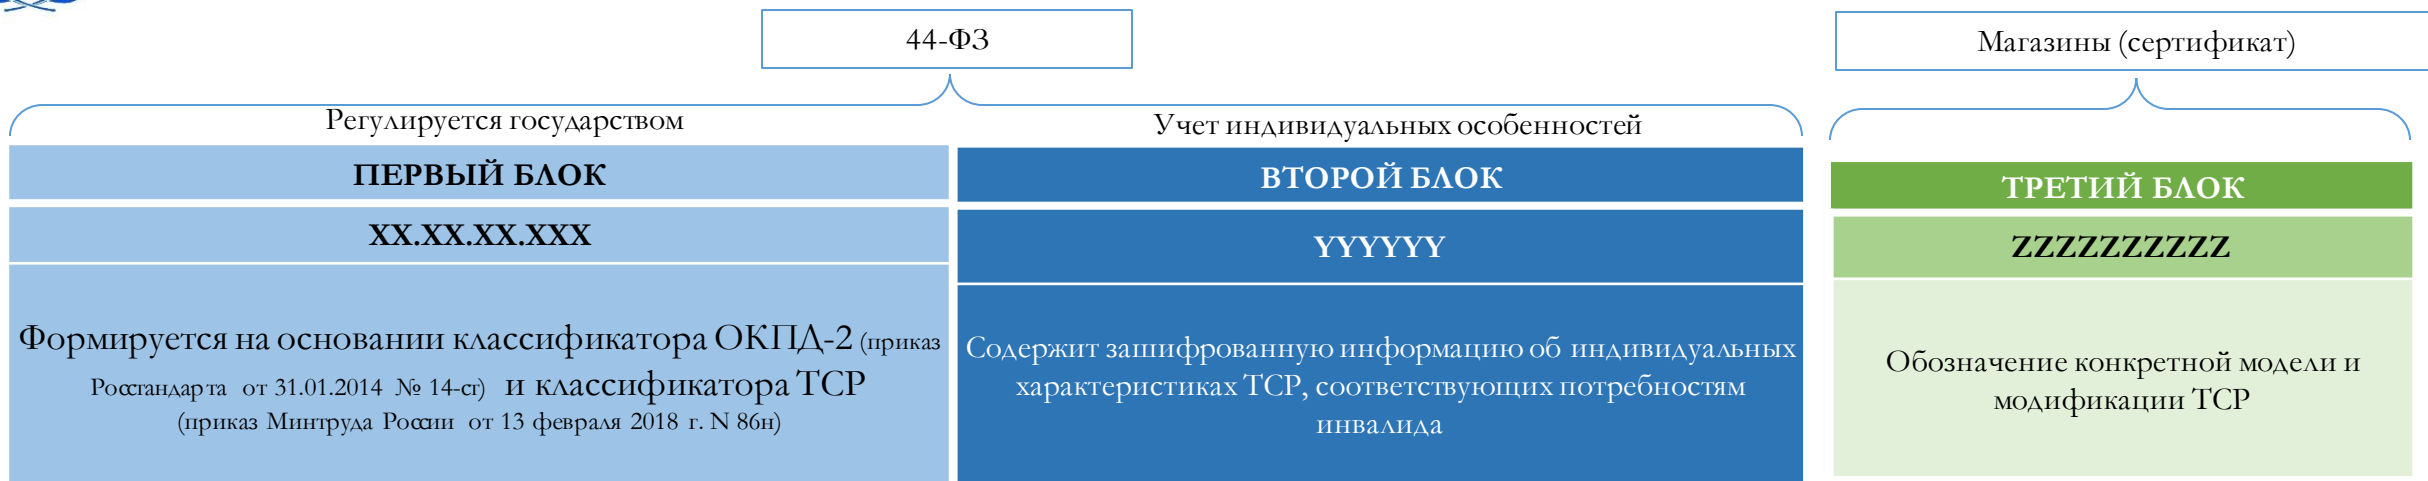 44-ФЗ
Магазины (сертификат)
Регулируется государством
Учет индивидуальных особенностей
ПЕРВЫЙ БЛОК
XX.XX.XX.XXX
Формируется на основании классификатора ОКПД-2 (приказ
Росстандарта от 31.01.2014 № 14-ст) и классификатора ТСР
(приказ Минтруда России от 13 февраля 2018 г. N 86н)
ВТОРОЙ БЛОК
YYYYYY
Содержит зашифрованную информацию об индивидуальных
характеристиках ТСР, соответствующих потребностям
инвалида
ТРЕТИЙ БЛОК
ZZZZZZZZZZ
Обозначение конкретной модели и
модификации ТСР